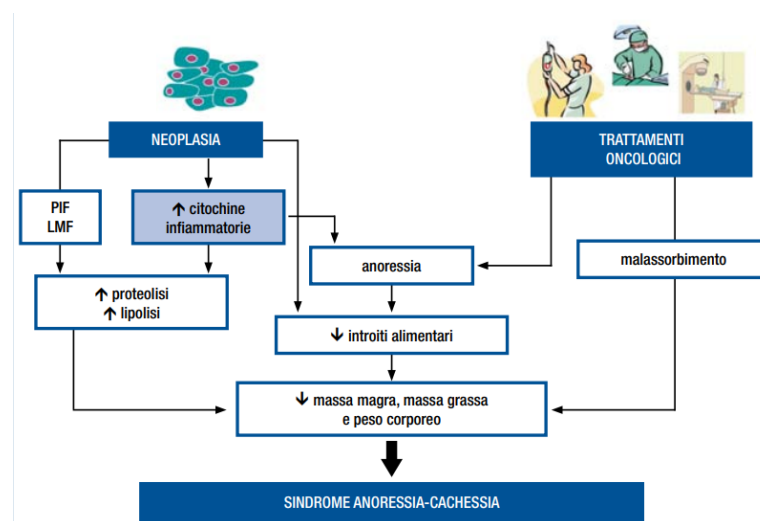 NEOPLASIA
TRATTAMENTI
ONCOLOGICI
PIF
LMF
↑ citochine
infiammatorie
anoressia
malassorbimento
↑ proteolisi
↑ lipolisi
↓ introiti alimentari
↓ massa magra, massa grassa
e peso corporeo
SINDROME ANORESSIA-CACHESSIA